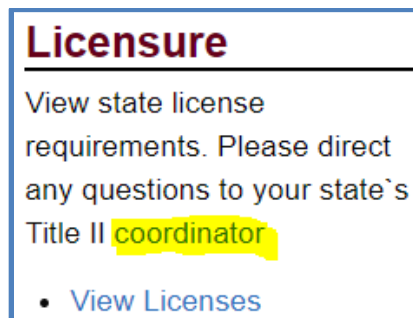 Licensure
View state license
requirements. Please direct
any questions to your state`s
Title II coordinator
• View Licenses